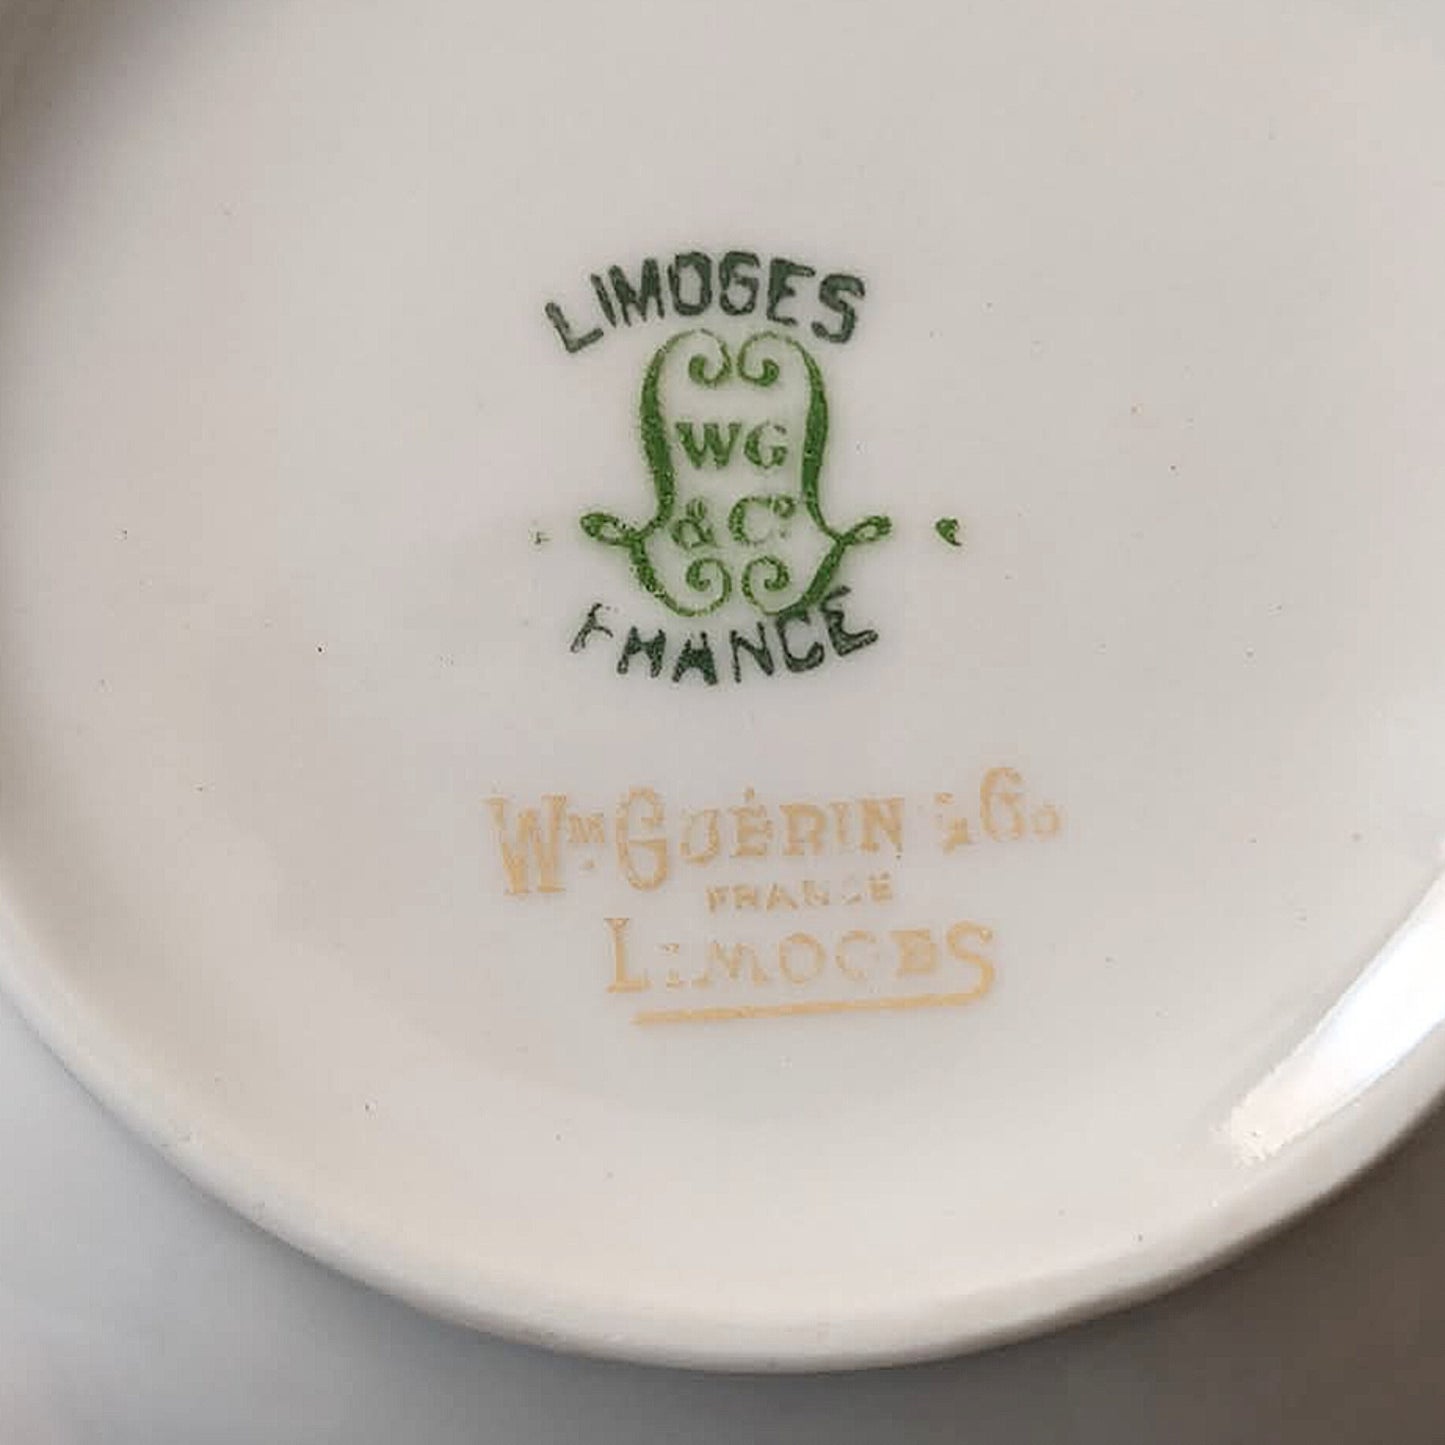 LIMOGES
WG
& Cº
FRANCE
Wm. GUÉRIN & Co
FRANCE
LIMOGES